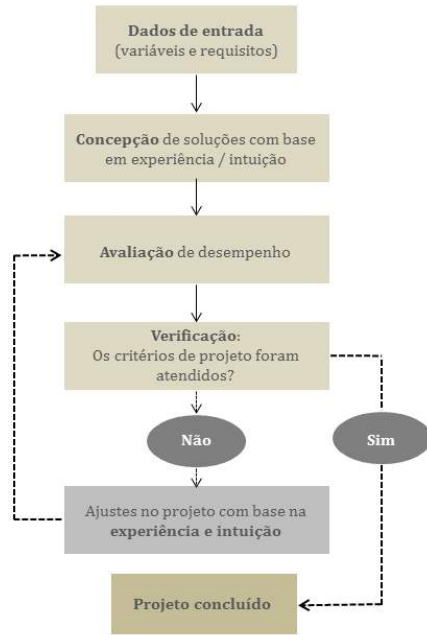 Dados de entrada
(variáveis e requisitos)
Concepção de soluções com base
em experiência / intuição
Avaliação de desempenho
Verificação:
Os critérios de projeto foram
atendidos?
Não
Sim
Ajustes no projeto com base na
experiência e intuição
Projeto concluído